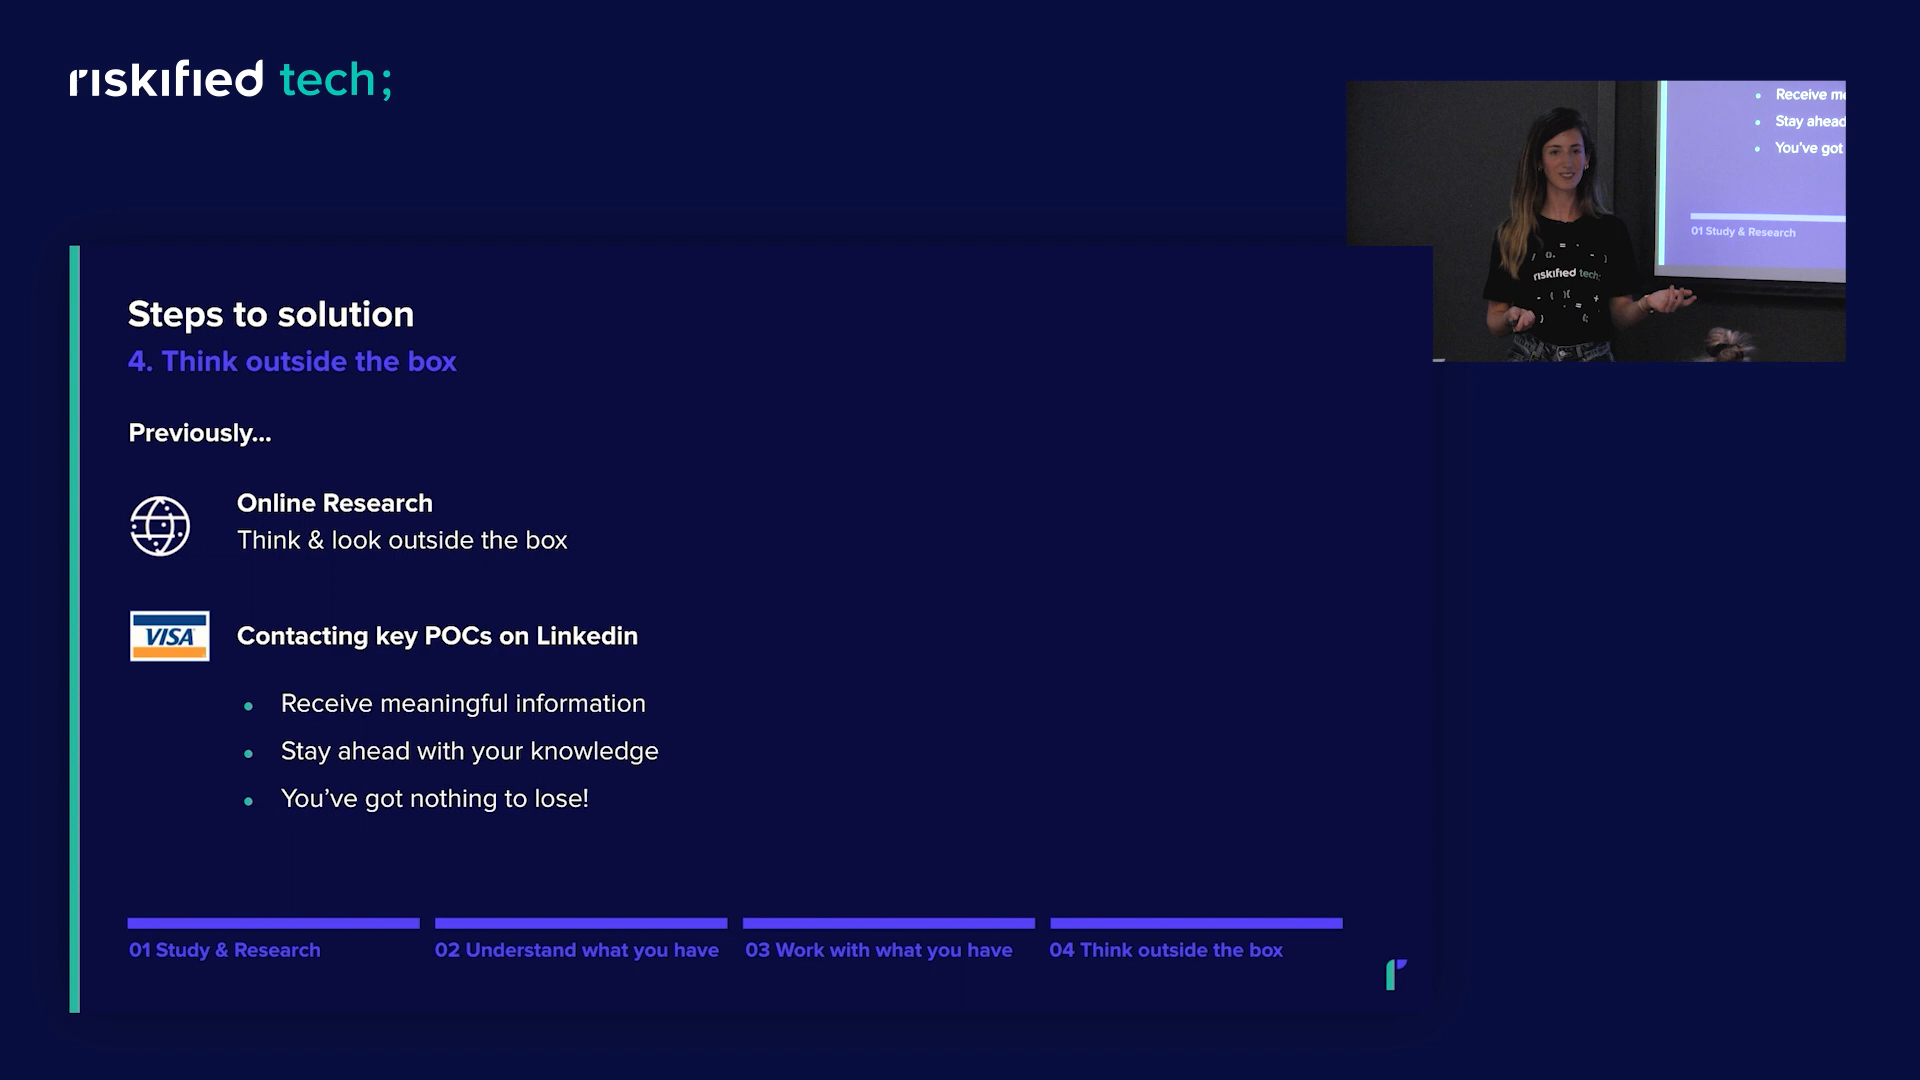 riskified tech;
Receive me
Stay ahead
You've got
01 Study & Research
riskified tech;
Steps to solution
4. Think outside the box
Previously...
Online Research
Think & look outside the box
VISA
Contacting key POCs on Linkedin
Receive meaningful information
Stay ahead with your knowledge
You've got nothing to lose!
01 Study & Research
02 Understand what you have
03 Work with what you have
04 Think outside the box